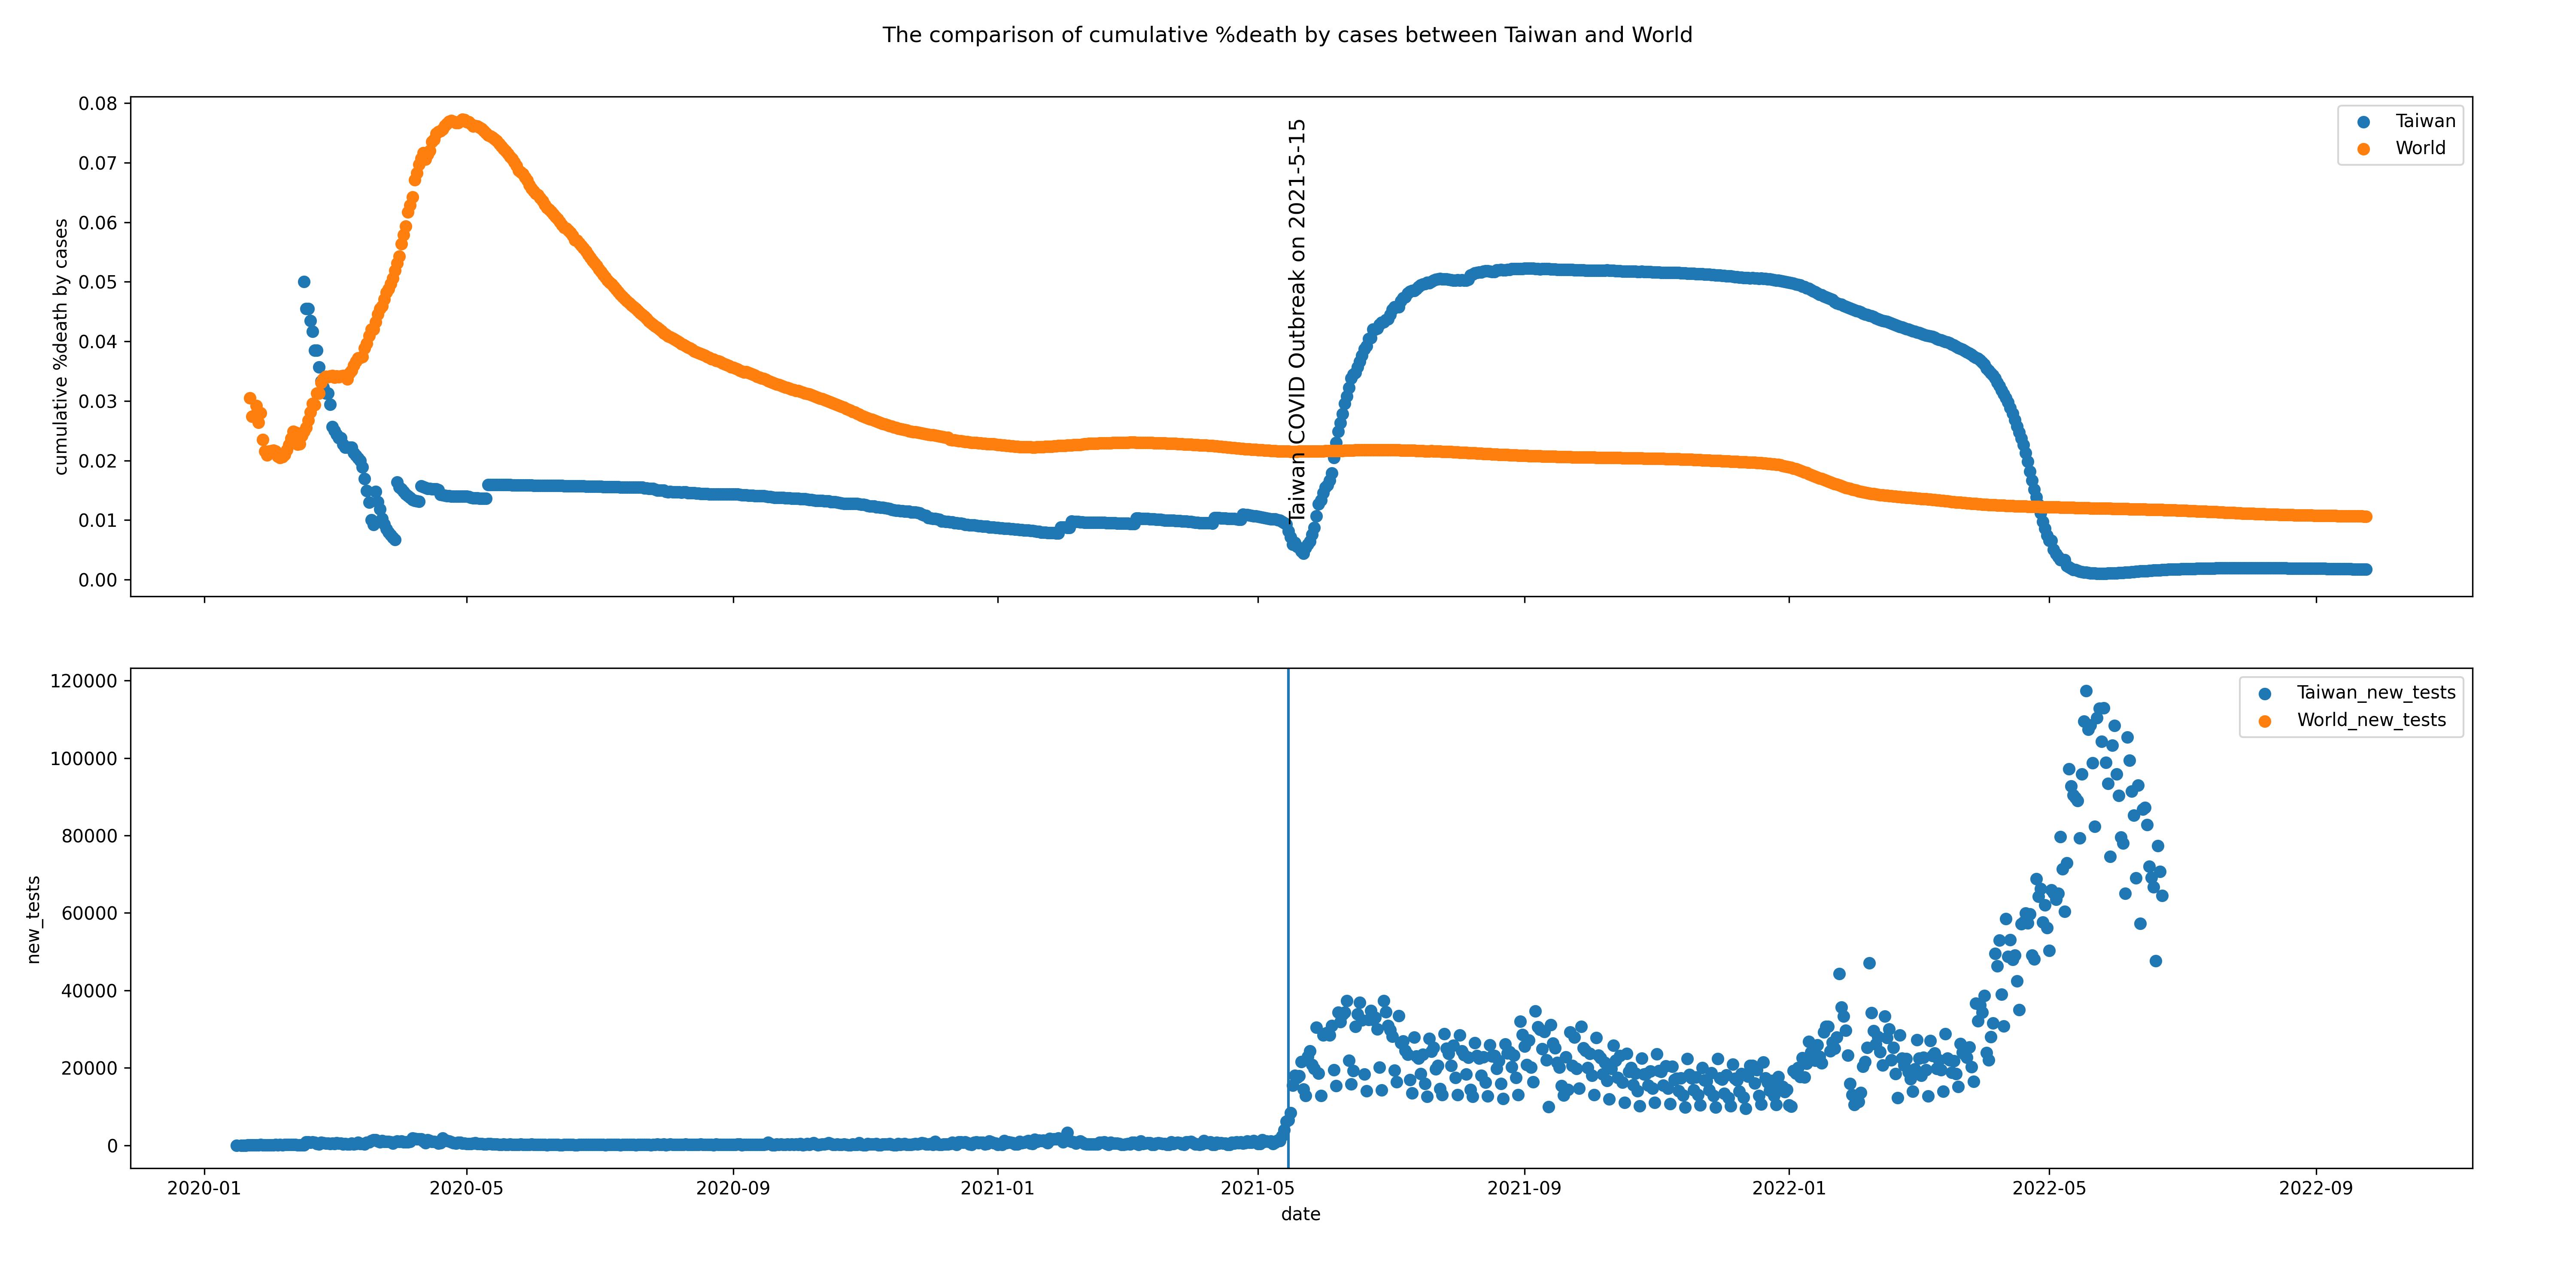 The comparison of cumulative %death by cases between Taiwan and World
0.08
0.07
0.06
0.05
0.04
0.03
0.02
0.01
0.00
cumulative %death by cases
Taiwan COVID Outbreak on 2021-5-15
Taiwan
World
120000
100000
80000
60000
40000
20000
0
new_tests
Taiwan_new_tests
World_new_tests
2020-01 2020-05 2020-09 2021-01 2021-05 2021-09 2022-01 2022-05 2022-09
date